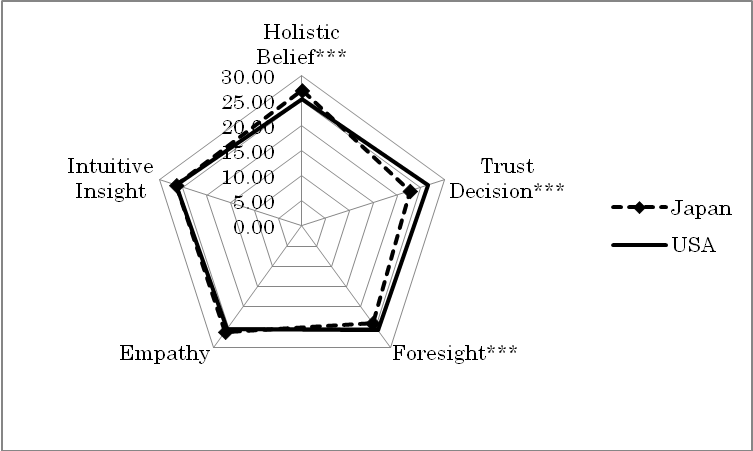 Holistic
Belief***
30.00
25.00
20.00
15.00
10.00
5.00
0.00
Intuitive
Insight
Trust
Decision***
Japan
USA
Empathy
Foresight***